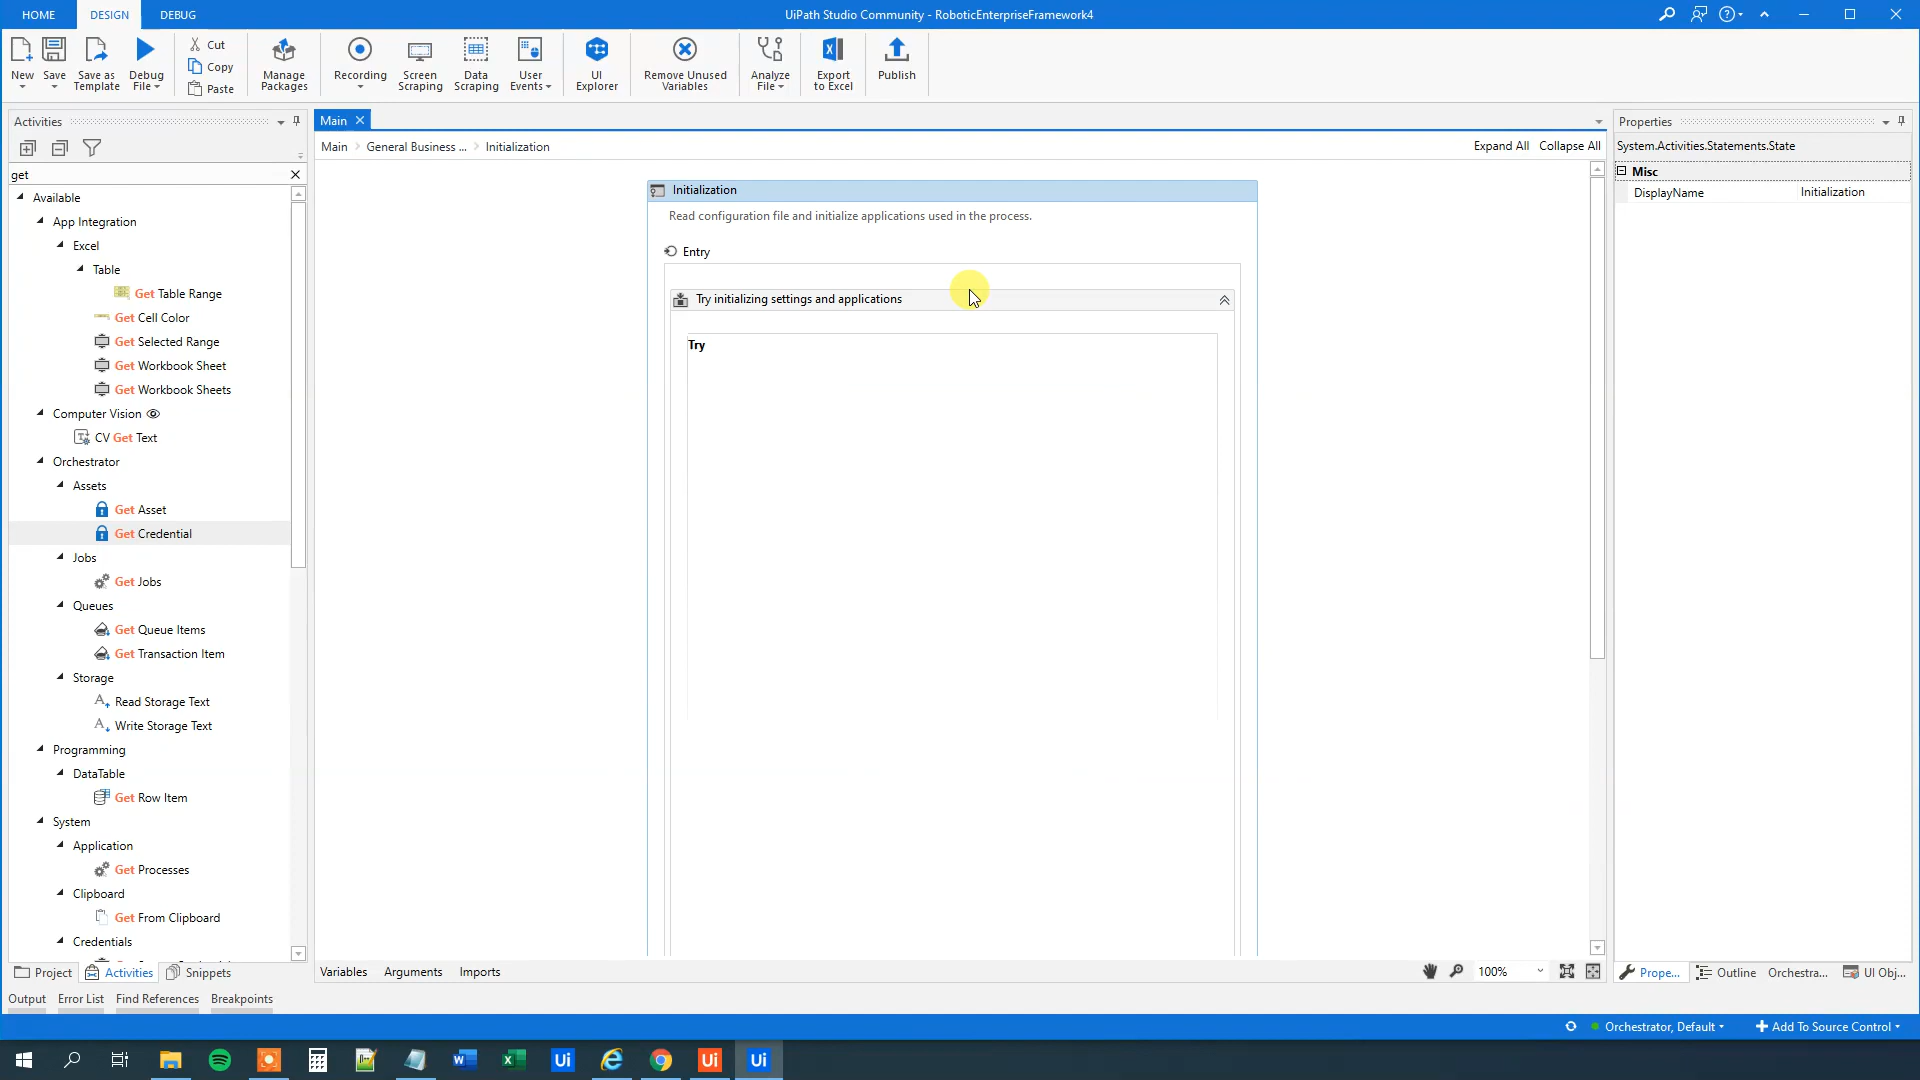 HOME DESIGN DEBUG UiPath Studio Community - RoboticEnterpriseFramework4
New Save Save as Template Debug File Cut Copy Paste Manage Packages Recording Screen Scraping Data Scraping User Events UI Explorer Remove Unused Variables Analyze File Export to Excel Publish
Activities
get
Available
App Integration
Excel
Table
Get Table Range
Get Cell Color
Get Selected Range
Get Workbook Sheet
Get Workbook Sheets
Computer Vision
CV Get Text
Orchestrator
Assets
Get Asset
Get Credential
Jobs
Get Jobs
Queues
Get Queue Items
Get Transaction Item
Storage
Read Storage Text
Write Storage Text
Programming
DataTable
Get Row Item
System
Application
Get Processes
Clipboard
Get From Clipboard
Credentials
Project Activities Snippets
Main
Main General Business ... Initialization Expand All Collapse All
Initialization
Read configuration file and initialize applications used in the process.
Entry
Try initializing settings and applications
Try
Variables Arguments Imports 100%
Properties
System.Activities.Statements.State
Misc
DisplayName Initialization
Prope... Outline Orchestra... UI Obj...
Output Error List Find References Breakpoints
Orchestrator, Default Add To Source Control
Ui Ui Ui